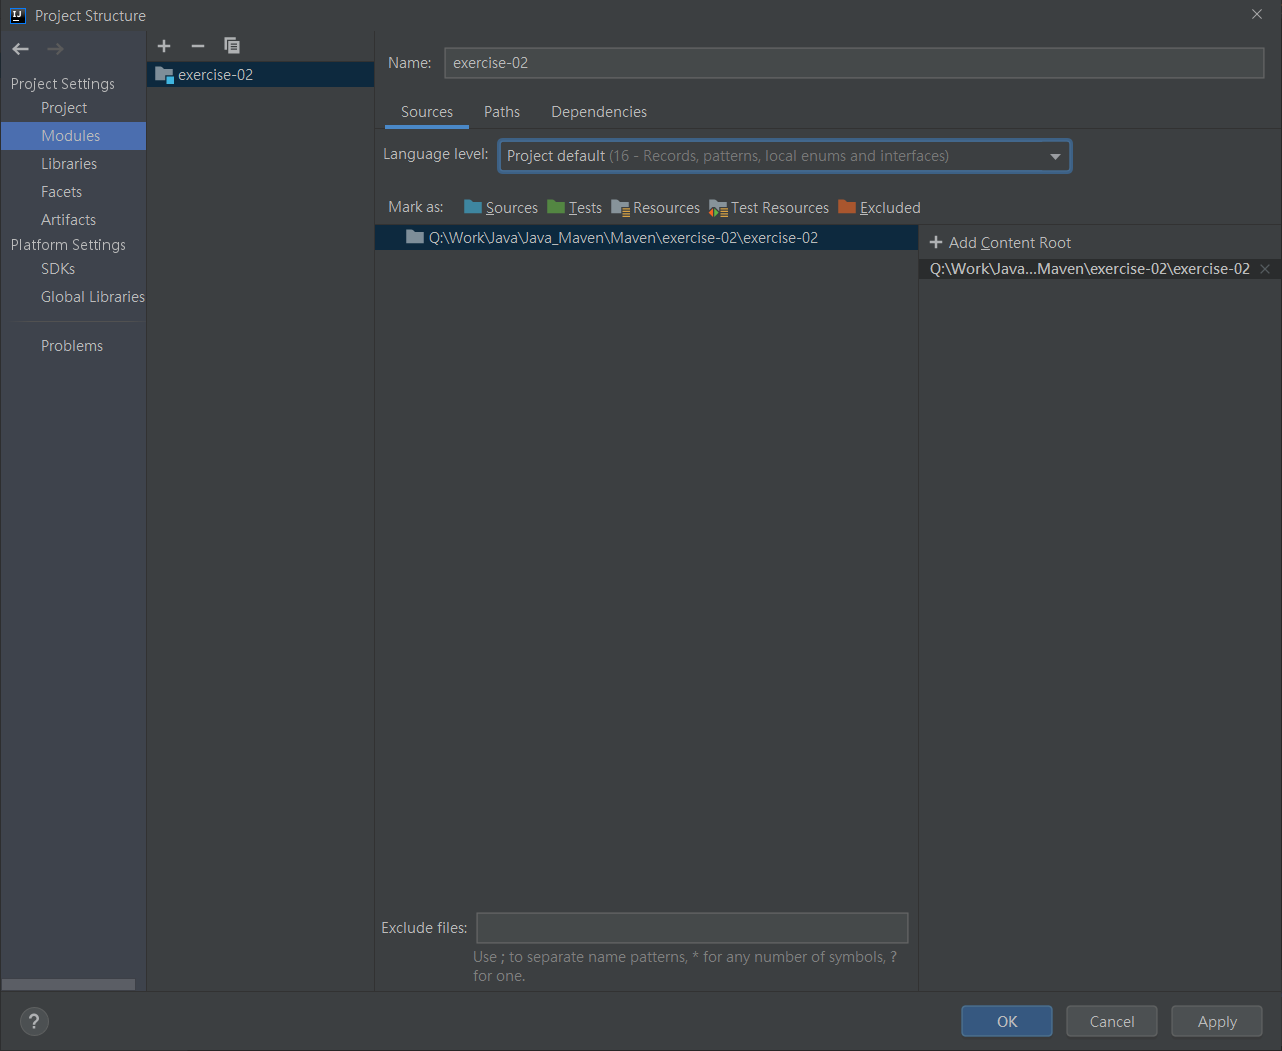 Project Structure
Project Settings
Project
Modules
Libraries
Facets
Artifacts
Platform Settings
SDKs
Global Libraries
Problems
exercise-02
Name: exercise-02
Sources Paths Dependencies
Language level: Project default (16 - Records, patterns, local enums and interfaces)
Mark as: Sources Tests Resources Test Resources Excluded
Q:\Work\Java\Java_Maven\Maven\exercise-02\exercise-02
Add Content Root
Q:\Work\Java...Maven\exercise-02\exercise-02
Exclude files:
Use ; to separate name patterns, * for any number of symbols, ?
for one.
? OK Cancel Apply